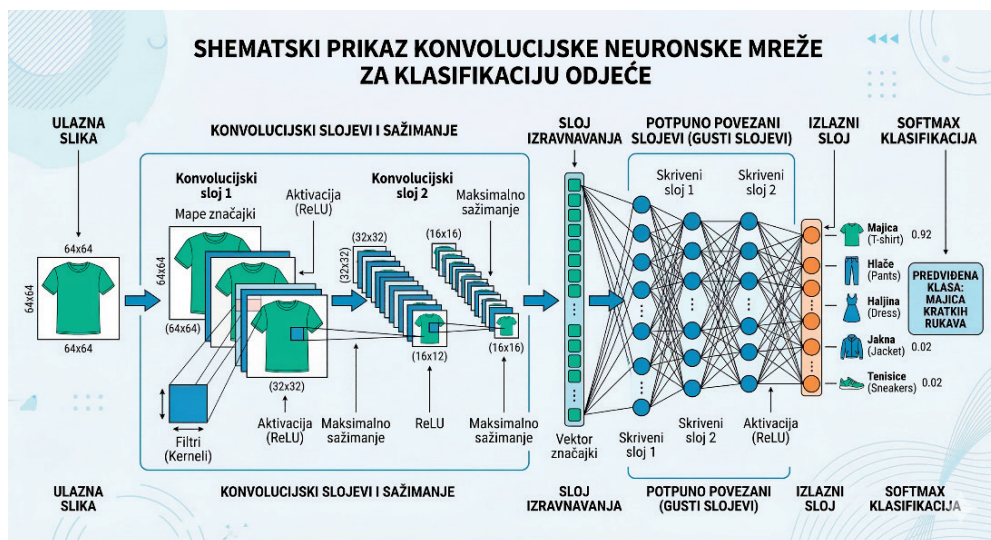 SHEMATSKI PRIKAZ KONVOLUCIJSKE NEURONSKE MREŽE
ZA KLASIFIKACIJU ODJEĆE
ULAZNA
SLIKA
KONVOLUCIJSKI SLOJEVI I SAŽIMANJE
SLOJ
IZRAVNAVANJA
POTPUNO POVEZANI
SLOJEVI (GUSTI SLOJEVI)
IZLAZNI
SLOJ
SOFTMAX
KLASIFIKACIJA
64x64
64x64
64x64
Konvolucijski
sloj 1
Mape značajki
64x64
(64x64)
Aktivacija
(ReLU)
(32x32)
Filtri
(Kerneli)
Aktivacija
(ReLU)
Konvolucijski
sloj 2
(32x32)
(32x32)
Maksimalno
sažimanje
(16x16)
(16x12)
(16x16)
Maksimalno
sažimanje
ReLU
Maksimalno
sažimanje
Vektor
značajki
Skriveni
sloj 1
Skriveni
sloj 2
Skriveni
sloj 1
Skriveni
sloj 2
Aktivacija
(ReLU)
Majica
(T-shirt)
0.92
Hlače
(Pants)
Haljina
(Dress)
Jakna
(Jacket)
0.02
Tenisice
(Sneakers)
0.02
PREDVIĐENA
KLASA:
MAJICA
KRATKIH
RUKAVA
ULAZNA
SLIKA
KONVOLUCIJSKI SLOJEVI I SAŽIMANJE
SLOJ
IZRAVNAVANJA
POTPUNO POVEZANI
(GUSTI SLOJEVI)
IZLAZNI
SLOJ
SOFTMAX
KLASIFIKACIJA